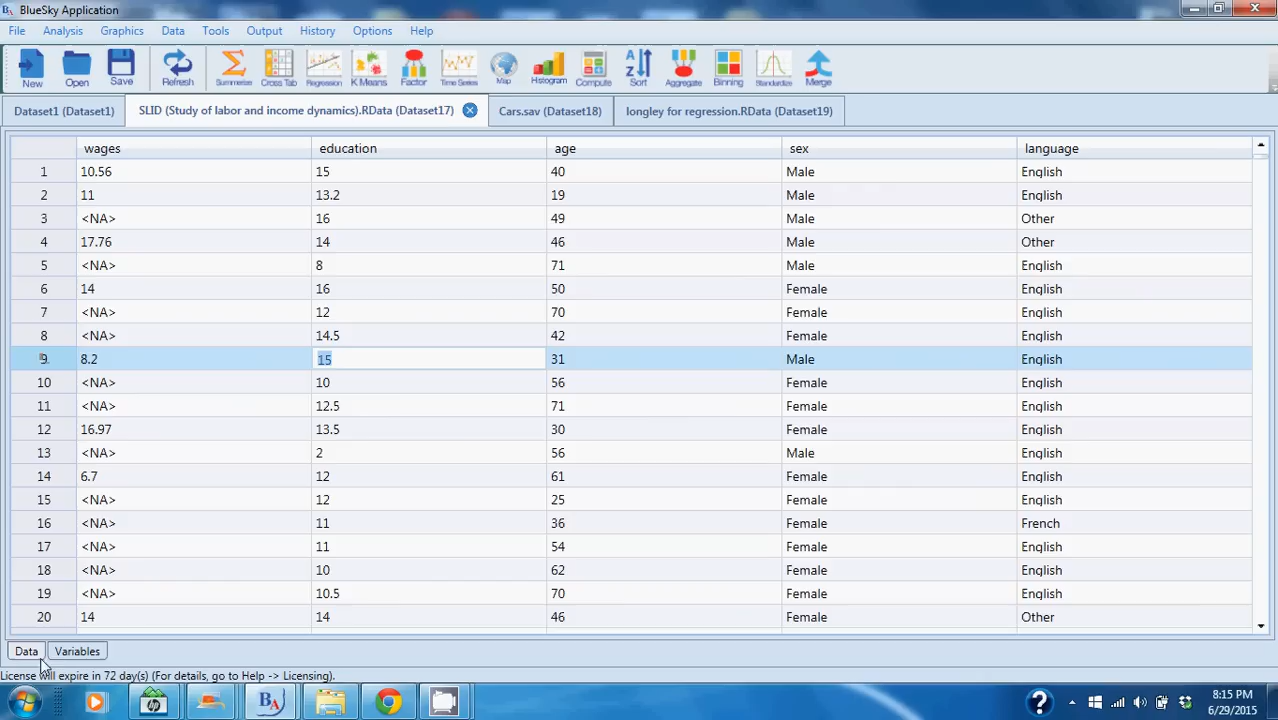 BlueSky Application
File Analysis Graphics Data Tools Output History Options Help
New Open Save Refresh Summarise Cross Tab Regression K Means Factor Time Series Map Histogram Compute Sort Aggregate Binning Standardize Merge
Dataset1 (Dataset1) SLID (Study of labor and income dynamics).RData (Dataset17) Cars.sav (Dataset18) longley for regression.RData (Dataset19)
wages education age sex language
1 10.56 15 40 Male English
2 11 13.2 19 Male English
3 <NA> 16 49 Male Other
4 17.76 14 46 Male Other
5 <NA> 8 71 Male English
6 14 16 50 Female English
7 <NA> 12 70 Female English
8 <NA> 14.5 42 Female English
9 8.2 15 31 Male English
10 <NA> 10 56 Female English
11 <NA> 12.5 71 Female English
12 16.97 13.5 30 Female English
13 <NA> 2 56 Male English
14 6.7 12 61 Female English
15 <NA> 12 25 Female English
16 <NA> 11 36 Female French
17 <NA> 11 54 Female English
18 <NA> 10 62 Female English
19 <NA> 10.5 70 Female English
20 14 14 46 Female Other
Data Variables
License will expire in 72 day(s) (For details, go to Help -> Licensing).
8:15 PM
6/29/2015